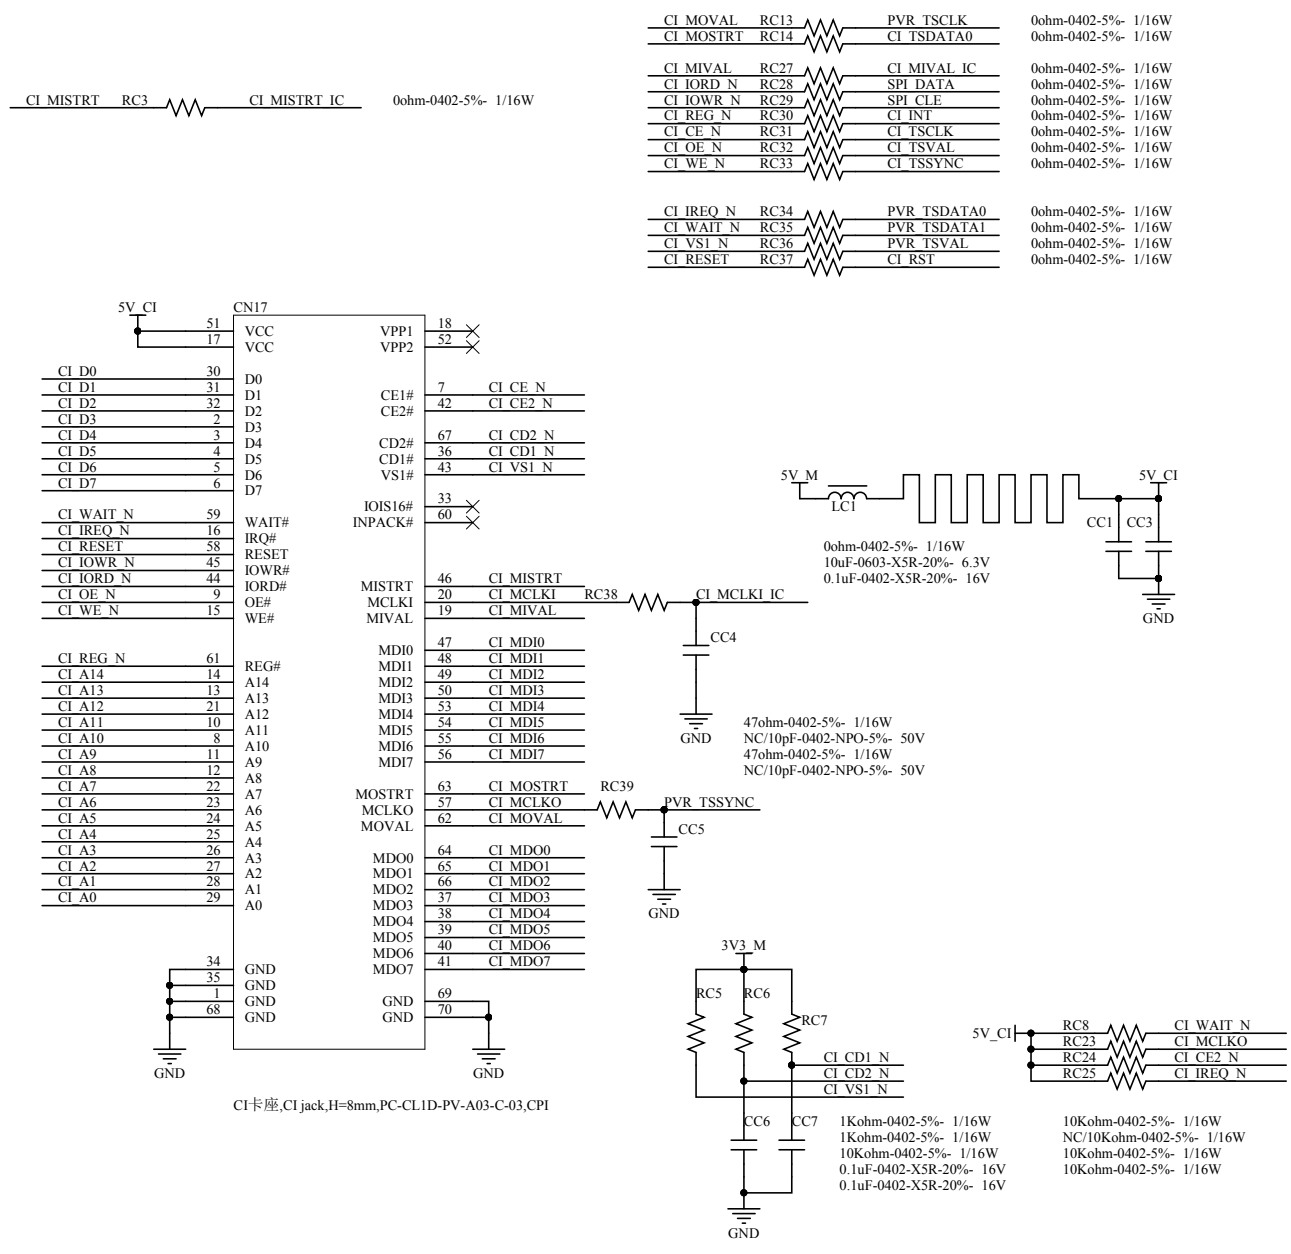 CI_MOVAL RC13 PVR_TSCLK 0ohm-0402-5%- 1/16W
CI_MOSTRT RC14 CI_TSDATA0 0ohm-0402-5%- 1/16W
CI_MIVAL RC27 CI_MIVAL_IC 0ohm-0402-5%- 1/16W
CI_IORD_N RC28 SPI_DATA 0ohm-0402-5%- 1/16W
CI_IOWR_N RC29 SPI_CLE 0ohm-0402-5%- 1/16W
CI_REG_N RC30 CI_INT 0ohm-0402-5%- 1/16W
CI_CE_N RC31 CI_TSCLK 0ohm-0402-5%- 1/16W
CI_OE_N RC32 CI_TSVAL 0ohm-0402-5%- 1/16W
CI_WE_N RC33 CI_TSSYNC 0ohm-0402-5%- 1/16W
CI_MISTRT RC3 CI_MISTRT_IC 0ohm-0402-5%- 1/16W
CI_IREQ_N RC34 PVR_TSDATA0 0ohm-0402-5%- 1/16W
CI_WAIT_N RC35 PVR_TSDATA1 0ohm-0402-5%- 1/16W
CI_VS1_N RC36 PVR_TSVAL 0ohm-0402-5%- 1/16W
CI_RESET RC37 CI_RST 0ohm-0402-5%- 1/16W
5V_CI CN17
51 VCC VPP1 18
17 VCC VPP2 52
CI_D0 30 D0
CI_D1 31 D1 CE1# 7 CI_CE_N
CI_D2 32 D2 CE2# 42 CI_CE2_N
CI_D3 2 D3
CI_D4 3 D4 CD2# 67 CI_CD2_N
CI_D5 4 D5 CD1# 36 CI_CD1_N
CI_D6 5 D6 VS1# 43 CI_VS1_N
CI_D7 6 D7
IOIS16# 33
CI_WAIT_N 59 WAIT# INPACK# 60
CI_IREQ_N 16 IRQ#
CI_RESET 58 RESET
CI_IOWR_N 45 IOWR#
CI_IORD_N 44 IORD# MISTRT 46 CI_MISTRT
CI_OE_N 9 OE# MCLKI 20 CI_MCLKI RC38 CI_MCLKI_IC
CI_WE_N 15 WE# MIVAL 19 CI_MIVAL
MDI0 47 CI_MDI0
CI_REG_N 61 REG# MDI1 48 CI_MDI1
CI_A14 14 A14 MDI2 49 CI_MDI2
CI_A13 13 A13 MDI3 50 CI_MDI3
CI_A12 21 A12 MDI4 53 CI_MDI4
CI_A11 10 A11 MDI5 54 CI_MDI5
CI_A10 8 A10 MDI6 55 CI_MDI6
CI_A9 11 A9 MDI7 56 CI_MDI7
CI_A8 12 A8
CI_A7 22 A7 MOSTRT 63 CI_MOSTRT RC39
CI_A6 23 A6 MCLKO 57 CI_MCLKO PVR_TSSYNC
CI_A5 24 A5 MOVAL 62 CI_MOVAL
CI_A4 25 A4
CI_A3 26 A3 MDO0 64 CI_MDO0
CI_A2 27 A2 MDO1 65 CI_MDO1
CI_A1 28 A1 MDO2 66 CI_MDO2
CI_A0 29 A0 MDO3 37 CI_MDO3
MDO4 38 CI_MDO4
MDO5 39 CI_MDO5
MDO6 40 CI_MDO6
34 GND MDO7 41 CI_MDO7
35 GND
1 GND GND 69
68 GND GND 70
GND GND
CI卡座,CI jack,H=8mm,PC-CL1D-PV-A03-C-03,CPI
5V_M 5V_CI
LC1 CC1 CC3
0ohm-0402-5%- 1/16W
10uF-0603-X5R-20%- 6.3V
0.1uF-0402-X5R-20%- 16V
GND
CC4
GND
47ohm-0402-5%- 1/16W
NC/10pF-0402-NPO-5%- 50V
47ohm-0402-5%- 1/16W
NC/10pF-0402-NPO-5%- 50V
CC5
GND
3V3_M
RC5 RC6 RC7
CI_CD1_N
CI_CD2_N
CI_VS1_N
CC6 CC7
1Kohm-0402-5%- 1/16W
1Kohm-0402-5%- 1/16W
10Kohm-0402-5%- 1/16W
0.1uF-0402-X5R-20%- 16V
0.1uF-0402-X5R-20%- 16V
GND
5V_CI
RC8 CI_WAIT_N
RC23 CI_MCLKO
RC24 CI_CE2_N
RC25 CI_IREQ_N
10Kohm-0402-5%- 1/16W
NC/10Kohm-0402-5%- 1/16W
10Kohm-0402-5%- 1/16W
10Kohm-0402-5%- 1/16W